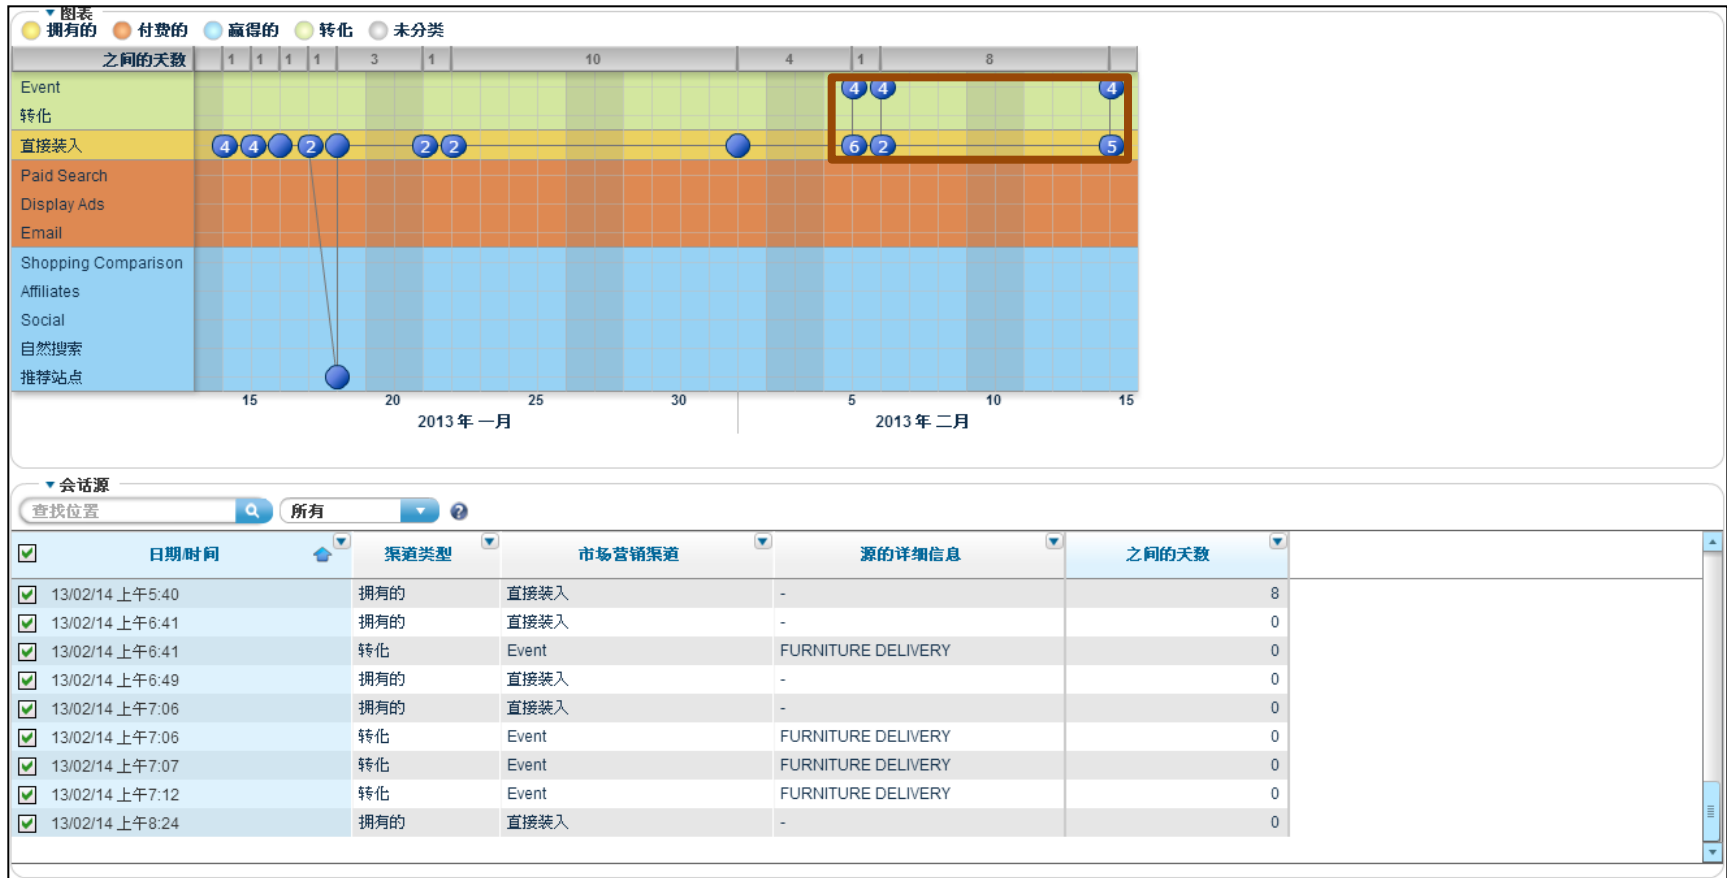 图表
拥有的 付费的 赢得的 转化 未分类
之间的天数 1 1 1 1 3 1 10 4 1 8
Event 4 4 4
转化
直接装入 4 4 2 2 2 6 2 5
Paid Search
Display Ads
Email
Shopping Comparison
Affiliates
Social
自然搜索
推荐站点
15 20 25 30 5 10 15
2013 年 一月 2013 年 二月
会话源
查找位置 所有 ?
日期/时间 渠道类型 市场营销渠道 源的详细信息 之间的天数
13/02/14 上午5:40 拥有的 直接装入 - 8
13/02/14 上午6:41 拥有的 直接装入 - 0
13/02/14 上午6:41 转化 Event FURNITURE DELIVERY 0
13/02/14 上午6:49 拥有的 直接装入 - 0
13/02/14 上午7:06 拥有的 直接装入 - 0
13/02/14 上午7:06 转化 Event FURNITURE DELIVERY 0
13/02/14 上午7:07 转化 Event FURNITURE DELIVERY 0
13/02/14 上午7:12 转化 Event FURNITURE DELIVERY 0
13/02/14 上午8:24 拥有的 直接装入 - 0